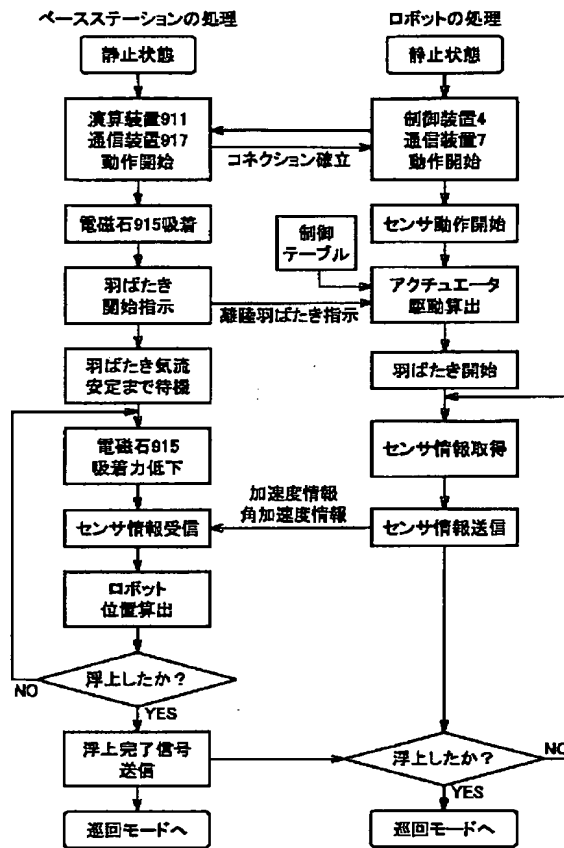 ベースステーションの処理
ロボットの処理
静止状態
静止状態
演算装置911
通信装置917
動作開始
制御装置4
通信装置7
動作開始
コネクション確立
電磁石915吸着
センサ動作開始
制御
テーブル
羽ばたき
開始指示
アクチュエータ
駆動算出
離陸羽ばたき指示
羽ばたき気流
安定まで待機
羽ばたき開始
電磁石915
吸着力低下
センサ情報取得
加速度情報
角加速度情報
センサ情報受信
センサ情報送信
ロボット
位置算出
浮上したか？
NO
YES
浮上完了信号
送信
浮上したか？
NO
YES
巡回モードへ
巡回モードへ